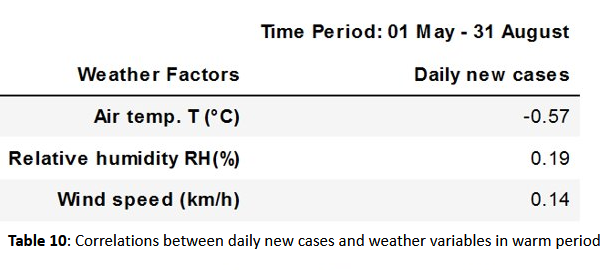 Time Period: 01 May - 31 August
Weather Factors Daily new cases
Air temp. T (°C) -0.57
Relative humidity RH(%) 0.19
Wind speed (km/h) 0.14
Table 10: Correlations between daily new cases and weather variables in warm period